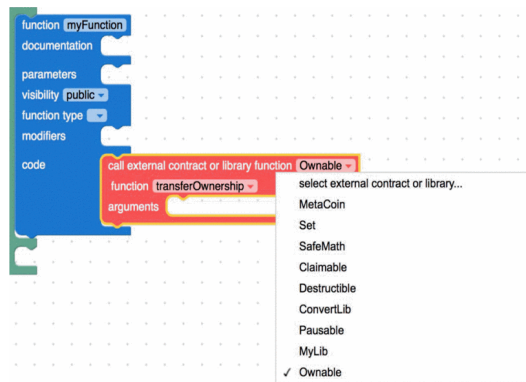 function myFunction
documentation
parameters
visibility public
function type
modifiers
code call external contract or library function Ownable
function transferOwnership
arguments
select external contract or library...
MetaCoin
Set
SafeMath
Claimable
Destructible
ConvertLib
Pausable
MyLib
✓ Ownable